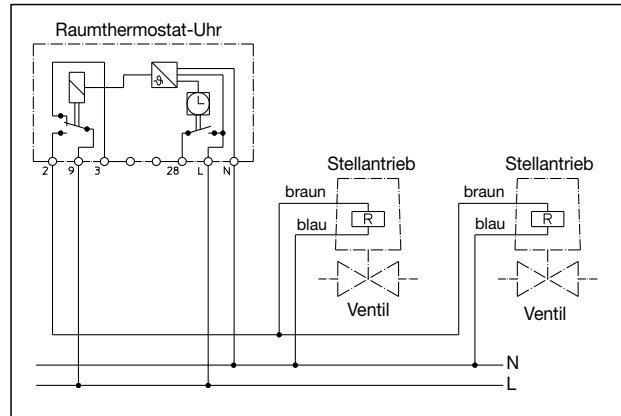 Raumthermostat-Uhr
ϑ
2 9 3 28 L N
Stellantrieb
braun
blau
R
Ventil
Stellantrieb
braun
blau
R
Ventil
N
L